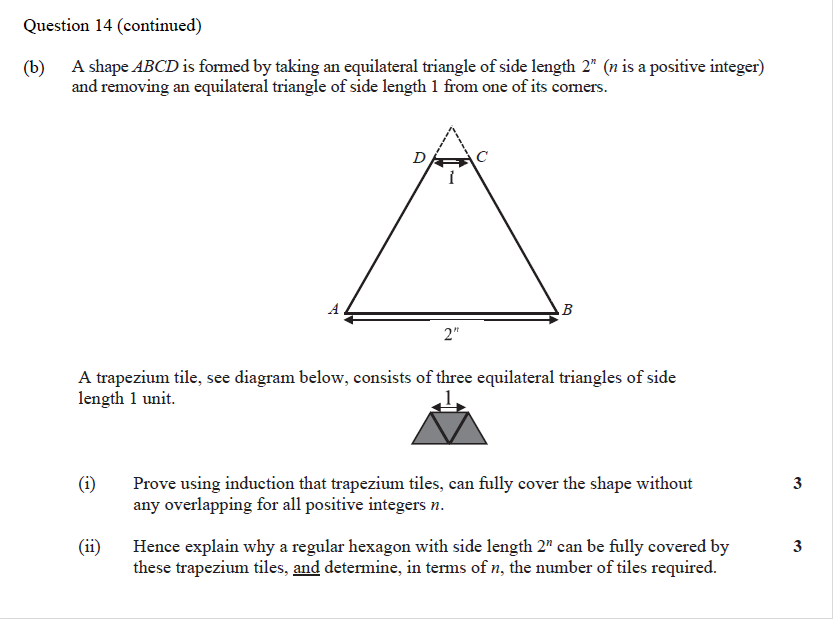 Question 14 (continued)
(b) A shape ABCD is formed by taking an equilateral triangle of side length 2ⁿ (n is a positive integer)
and removing an equilateral triangle of side length 1 from one of its corners.
D C
1
A B
2ⁿ
A trapezium tile, see diagram below, consists of three equilateral triangles of side
length 1 unit.
1
(i) Prove using induction that trapezium tiles, can fully cover the shape without 3
any overlapping for all positive integers n.
(ii) Hence explain why a regular hexagon with side length 2ⁿ can be fully covered by 3
these trapezium tiles, and determine, in terms of n, the number of tiles required.